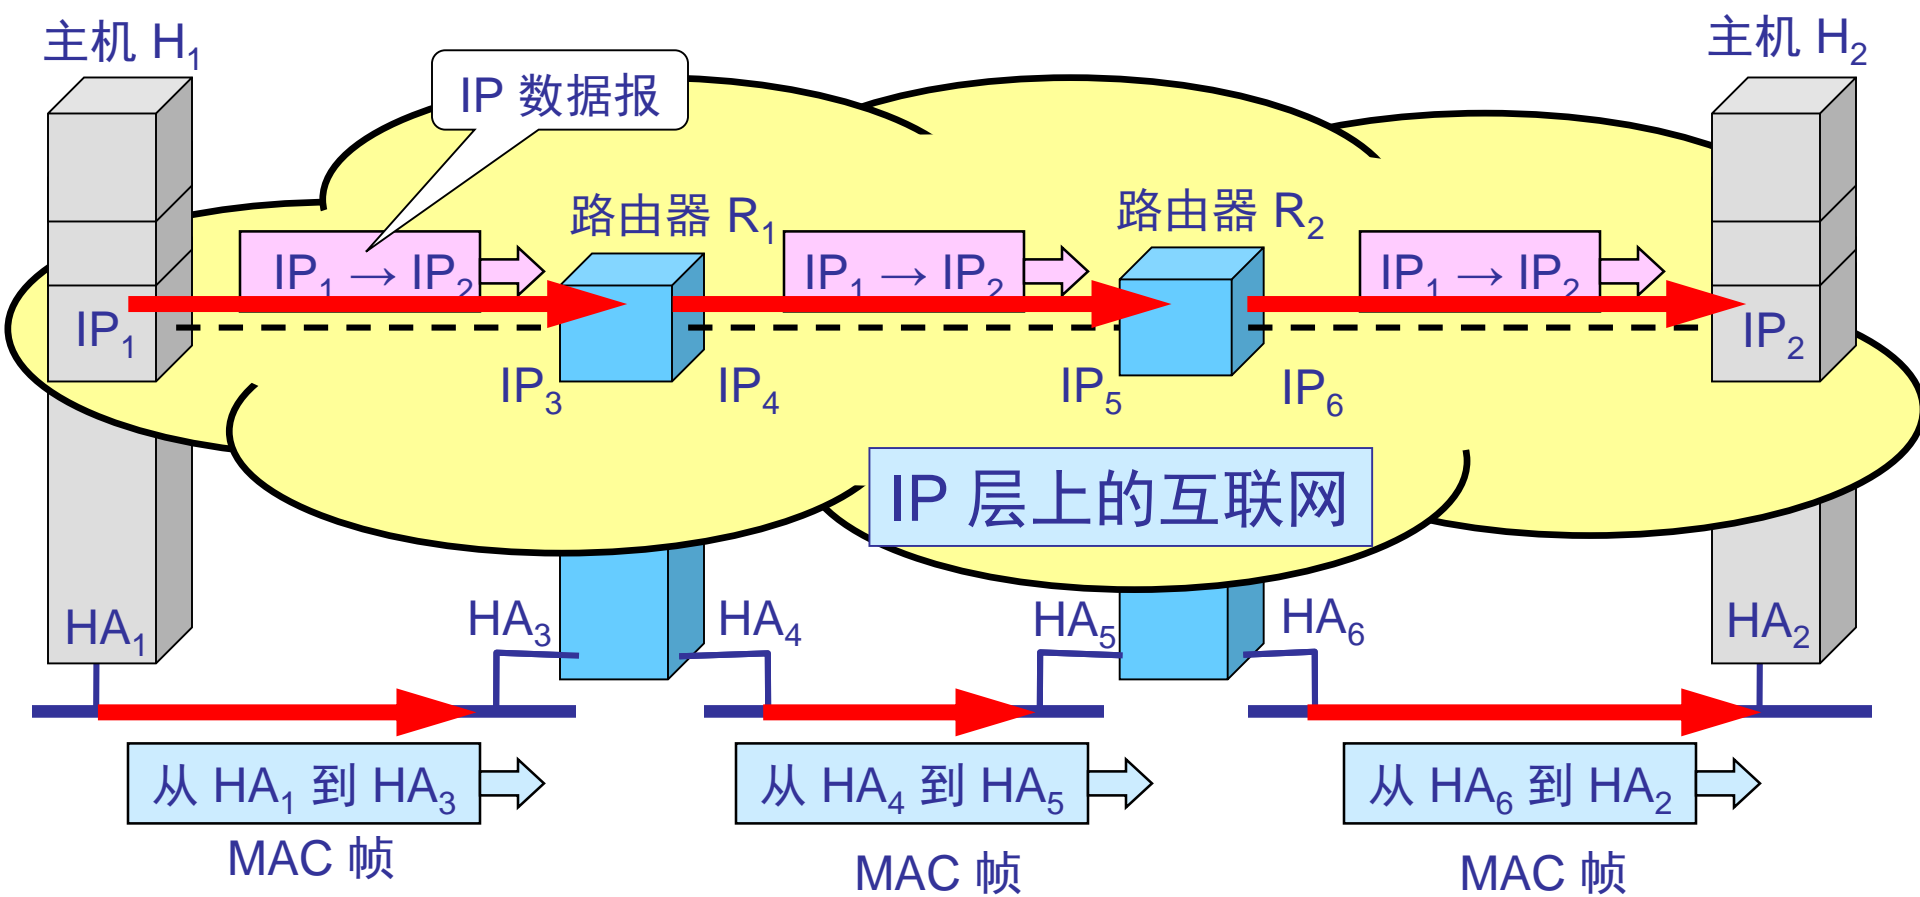 主机 H₁
主机 H₂
IP 数据报
路由器 R₁
路由器 R₂
IP₁ → IP₂
IP₁ → IP₂
IP₁ → IP₂
IP₁
IP₂
IP₃
IP₄
IP₅
IP₆
IP 层上的互联网
HA₁
HA₃
HA₄
HA₅
HA₆
HA₂
从 HA₁ 到 HA₃
从 HA₄ 到 HA₅
从 HA₆ 到 HA₂
MAC 帧
MAC 帧
MAC 帧